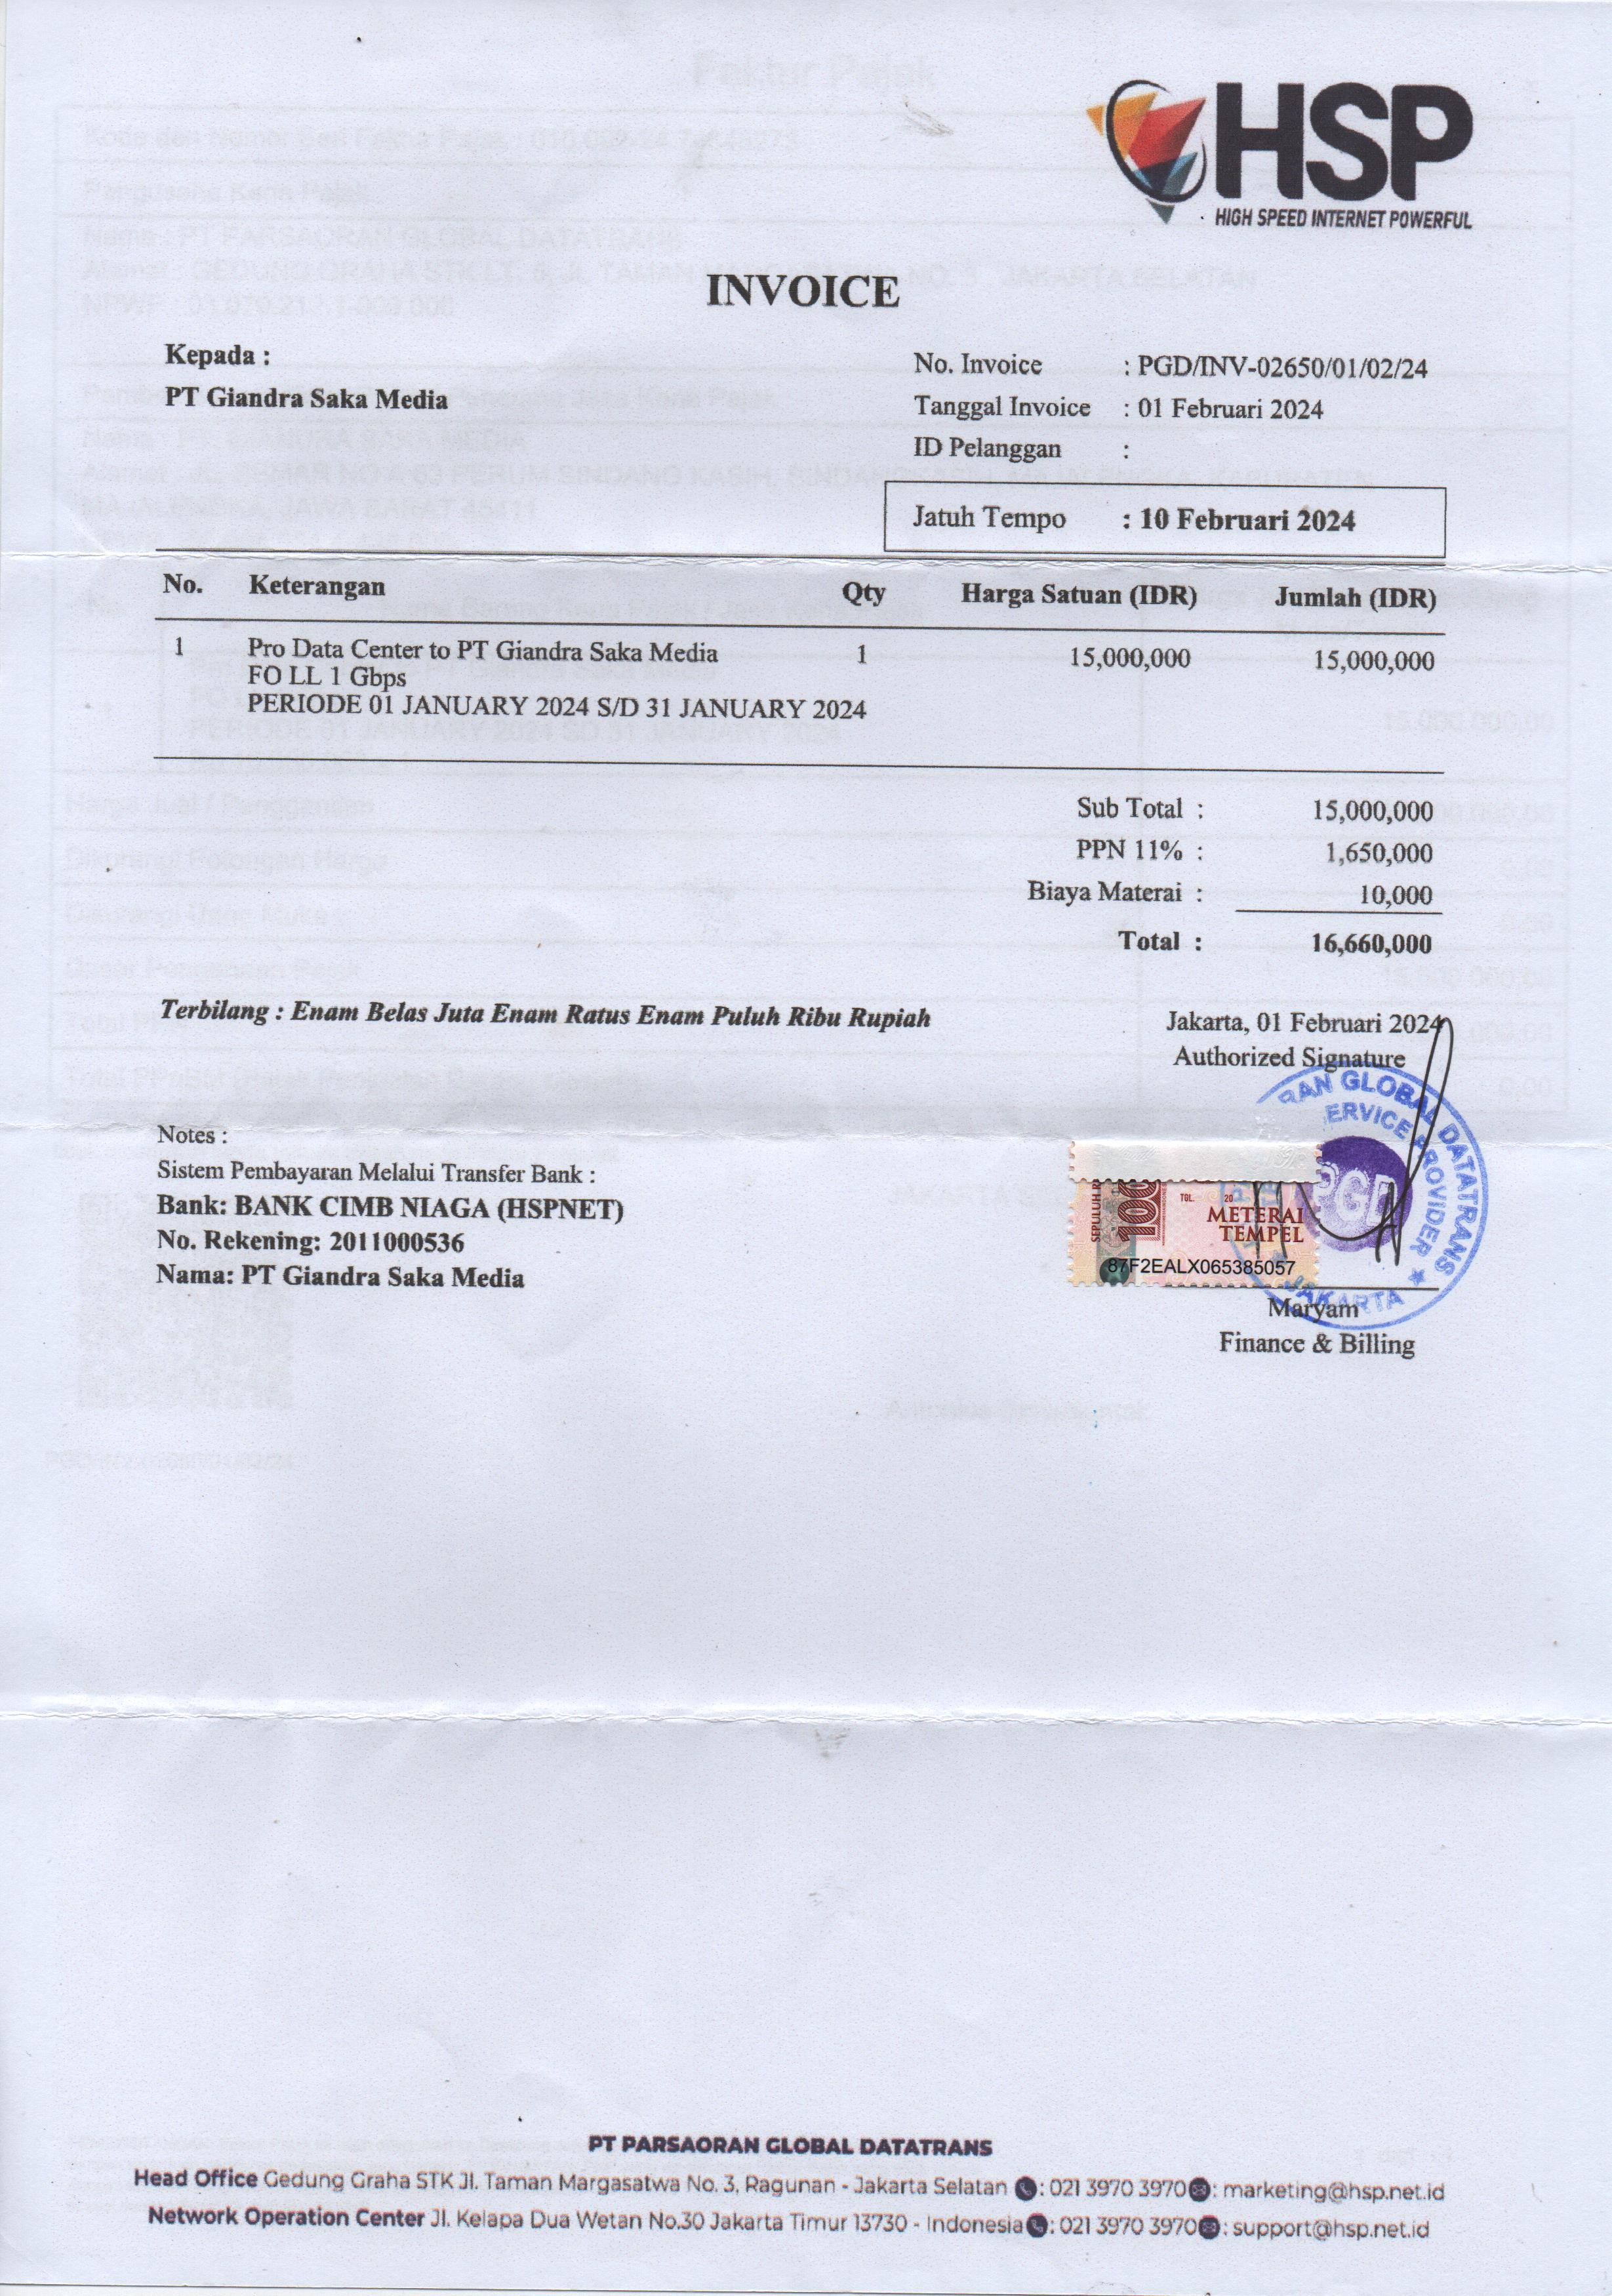 HSP
HIGH SPEED INTERNET POWERFUL
INVOICE
Kepada :
PT Giandra Saka Media
No. Invoice : PGD/INV-02650/01/02/24
Tanggal Invoice : 01 Februari 2024
ID Pelanggan :
Jatuh Tempo : 10 Februari 2024
No. Keterangan Qty Harga Satuan (IDR) Jumlah (IDR)
1 Pro Data Center to PT Giandra Saka Media 1 15,000,000 15,000,000
FO LL 1 Gbps
PERIODE 01 JANUARY 2024 S/D 31 JANUARY 2024
Sub Total : 15,000,000
PPN 11% : 1,650,000
Biaya Materai : 10,000
Total : 16,660,000
Terbilang : Enam Belas Juta Enam Ratus Enam Puluh Ribu Rupiah
Jakarta, 01 Februari 2024
Authorized Signature
GLOBAL DATATRANS
SERVICE PROVIDER
PGD
JAKARTA
TGL. 20
METERAI
TEMPEL
87F2EALX065385057
Maryam
Finance & Billing
Notes :
Sistem Pembayaran Melalui Transfer Bank :
Bank: BANK CIMB NIAGA (HSPNET)
No. Rekening: 2011000536
Nama: PT Giandra Saka Media
PT PARSAORAN GLOBAL DATATRANS
Head Office Gedung Graha STK Jl. Taman Margasatwa No. 3, Ragunan - Jakarta Selatan : 021 3970 3970 : marketing@hsp.net.id
Network Operation Center Jl. Kelapa Dua Wetan No.30 Jakarta Timur 13730 - Indonesia : 021 3970 3970 : support@hsp.net.id